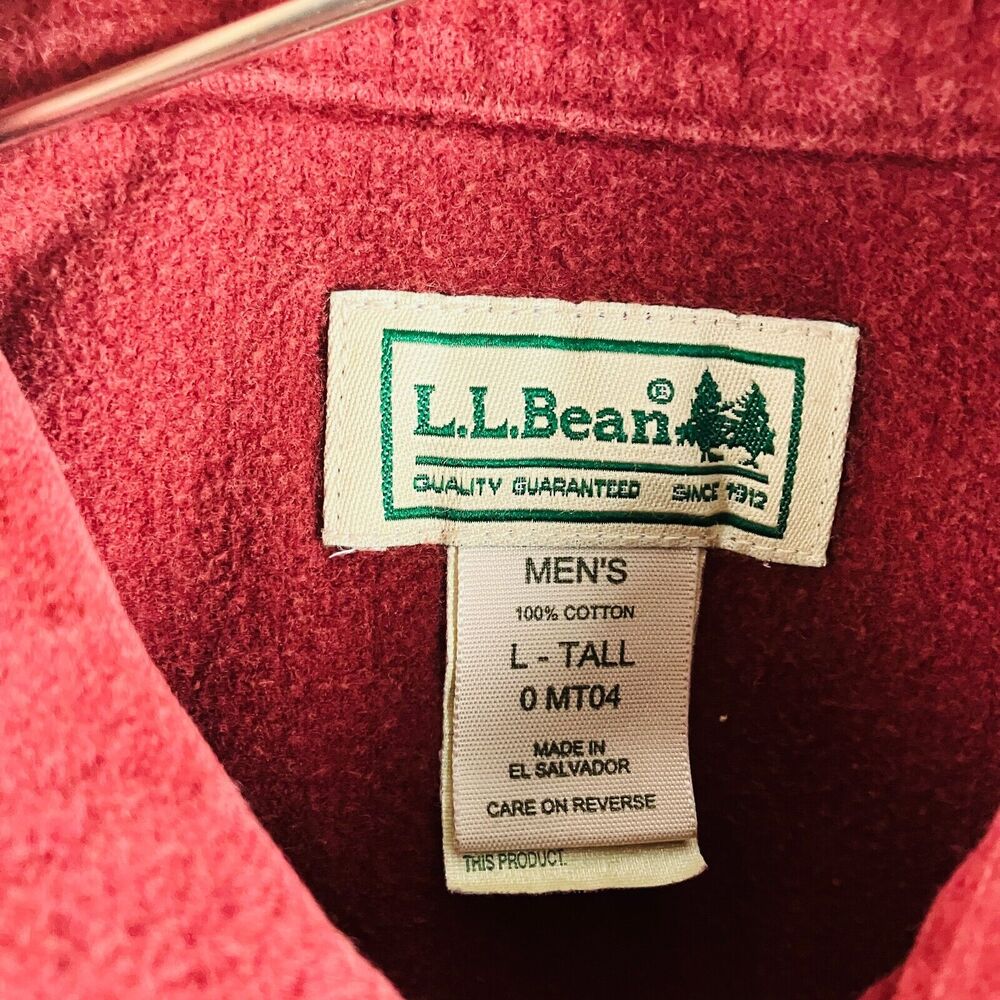 L.L.Bean®
QUALITY GUARANTEED SINCE 1912
MEN'S
100% COTTON
L - TALL
0 MT04
MADE IN
EL SALVADOR
CARE ON REVERSE
THIS PRODUCT.